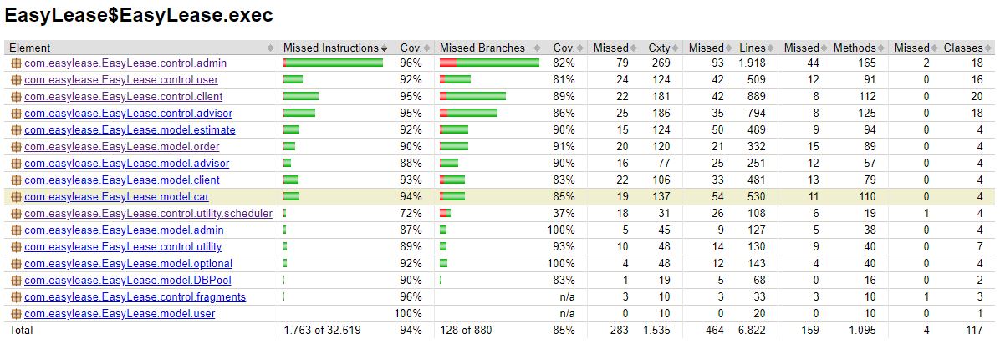 EasyLease$EasyLease.exec
Element Missed Instructions Cov. Missed Branches Cov. Missed Cxty Missed Lines Missed Methods Missed Classes
com.easylease.EasyLease.control.admin 96% 82% 79 269 93 1.918 44 165 2 18
com.easylease.EasyLease.control.user 92% 81% 24 124 42 509 12 91 0 16
com.easylease.EasyLease.control.client 95% 89% 22 181 42 889 8 112 0 20
com.easylease.EasyLease.control.advisor 95% 86% 25 186 35 794 8 125 0 18
com.easylease.EasyLease.model.estimate 92% 90% 15 124 50 489 9 94 0 4
com.easylease.EasyLease.model.order 90% 91% 20 120 21 332 15 89 0 4
com.easylease.EasyLease.model.advisor 88% 90% 16 77 25 251 12 57 0 4
com.easylease.EasyLease.model.client 93% 83% 22 106 33 481 13 79 0 4
com.easylease.EasyLease.model.car 94% 85% 19 137 54 530 11 110 0 4
com.easylease.EasyLease.control.utility.scheduler 72% 37% 18 31 26 108 6 19 1 4
com.easylease.EasyLease.model.admin 87% 100% 5 45 9 127 5 38 0 4
com.easylease.EasyLease.control.utility 89% 93% 10 48 14 130 9 40 0 7
com.easylease.EasyLease.model.optional 92% 100% 4 48 12 143 4 40 0 4
com.easylease.EasyLease.model.DBPool 90% 83% 1 19 5 68 0 16 0 2
com.easylease.EasyLease.control.fragments 96% n/a 3 10 3 33 3 10 1 3
com.easylease.EasyLease.model.user 100% n/a 0 10 0 20 0 10 0 1
Total 1.763 of 32.619 94% 128 of 880 85% 283 1.535 464 6.822 159 1.095 4 117